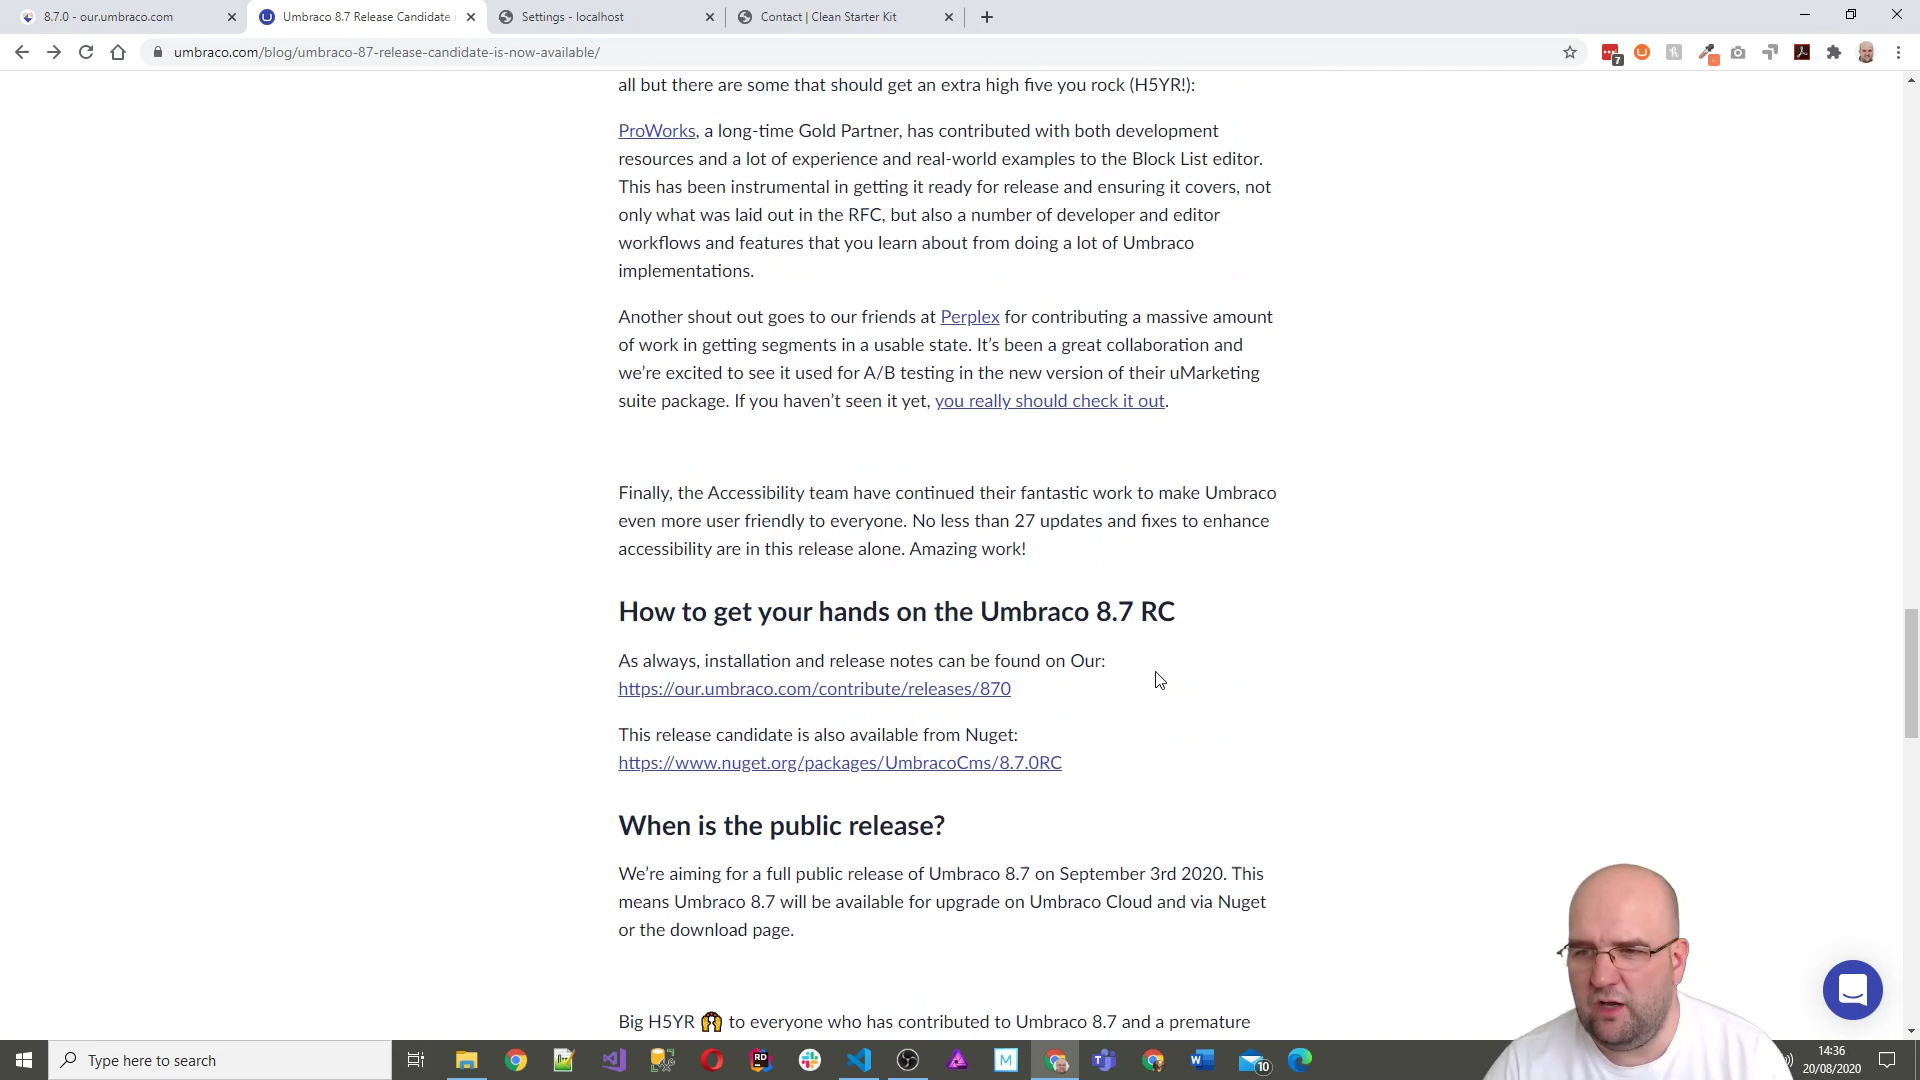 8.7.0 - our.umbraco.com
Umbraco 8.7 Release Candidate
Settings - localhost
Contact | Clean Starter Kit
umbraco.com/blog/umbraco-87-release-candidate-is-now-available/
7
all but there are some that should get an extra high five you rock (H5YR!):
ProWorks, a long-time Gold Partner, has contributed with both development
resources and a lot of experience and real-world examples to the Block List editor.
This has been instrumental in getting it ready for release and ensuring it covers, not
only what was laid out in the RFC, but also a number of developer and editor
workflows and features that you learn about from doing a lot of Umbraco
implementations.
Another shout out goes to our friends at Perplex for contributing a massive amount
of work in getting segments in a usable state. It's been a great collaboration and
we're excited to see it used for A/B testing in the new version of their uMarketing
suite package. If you haven't seen it yet, you really should check it out.
Finally, the Accessibility team have continued their fantastic work to make Umbraco
even more user friendly to everyone. No less than 27 updates and fixes to enhance
accessibility are in this release alone. Amazing work!
How to get your hands on the Umbraco 8.7 RC
As always, installation and release notes can be found on Our:
https://our.umbraco.com/contribute/releases/870
This release candidate is also available from Nuget:
https://www.nuget.org/packages/UmbracoCms/8.7.0RC
When is the public release?
We're aiming for a full public release of Umbraco 8.7 on September 3rd 2020. This
means Umbraco 8.7 will be available for upgrade on Umbraco Cloud and via Nuget
or the download page.
Big H5YR 🙌 to everyone who has contributed to Umbraco 8.7 and a premature
Type here to search
RD
M
10
14:36
20/08/2020